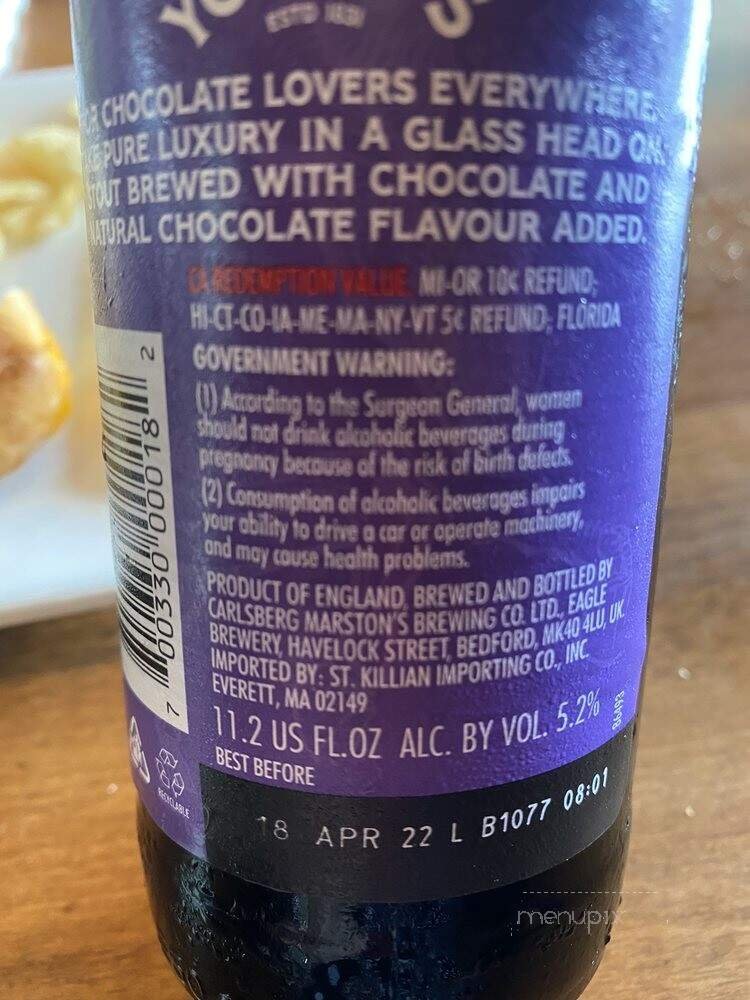 ESTD 1831
CHOCOLATE LOVERS EVERYWHERE.
PURE LUXURY IN A GLASS HEAD ON.
STOUT BREWED WITH CHOCOLATE AND
NATURAL CHOCOLATE FLAVOUR ADDED.
CA REDEMPTION VALUE. MI-OR 10¢ REFUND;
HI-CT-CO-IA-ME-MA-NY-VT 5¢ REFUND; FLORIDA
GOVERNMENT WARNING:
(1) According to the Surgeon General, women
should not drink alcoholic beverages during
pregnancy because of the risk of birth defects.
(2) Consumption of alcoholic beverages impairs
your ability to drive a car or operate machinery,
and may cause health problems.
PRODUCT OF ENGLAND, BREWED AND BOTTLED BY
CARLSBERG MARSTON'S BREWING CO. LTD., EAGLE
BREWERY, HAVELOCK STREET, BEDFORD, MK40 4LU, UK.
IMPORTED BY: ST. KILLIAN IMPORTING CO., INC.
EVERETT, MA 02149
11.2 US FL.OZ ALC. BY VOL. 5.2%
86493
BEST BEFORE
18 APR 22 L B1077 08:01
7 00330 00018 2
RECYCLABLE
menupix